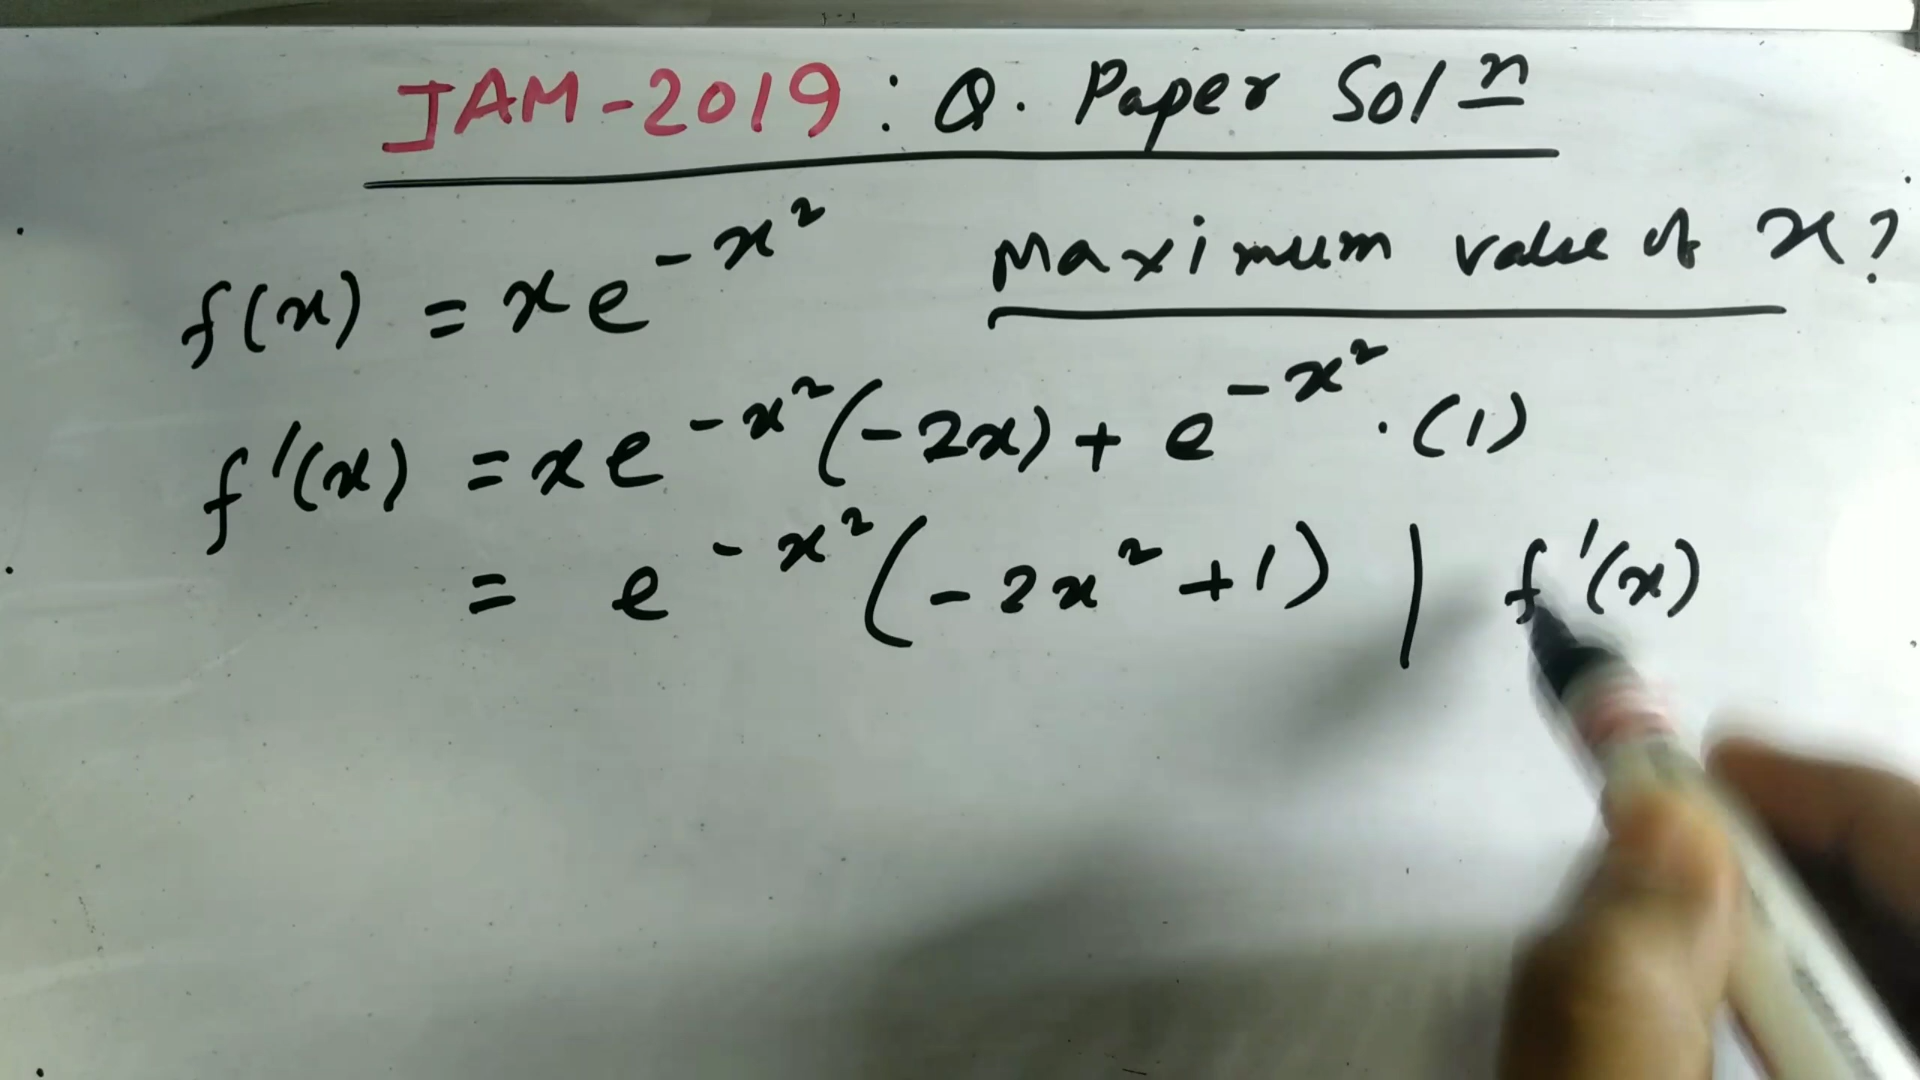 JAM-2019 : Q. Paper Solⁿ
f(x) = xe^{-x²} Maximum value of x?
f'(x) = xe^{-x²}(-2x) + e^{-x²} · (1)
= e^{-x²}(-2x² + 1) | f'(x)